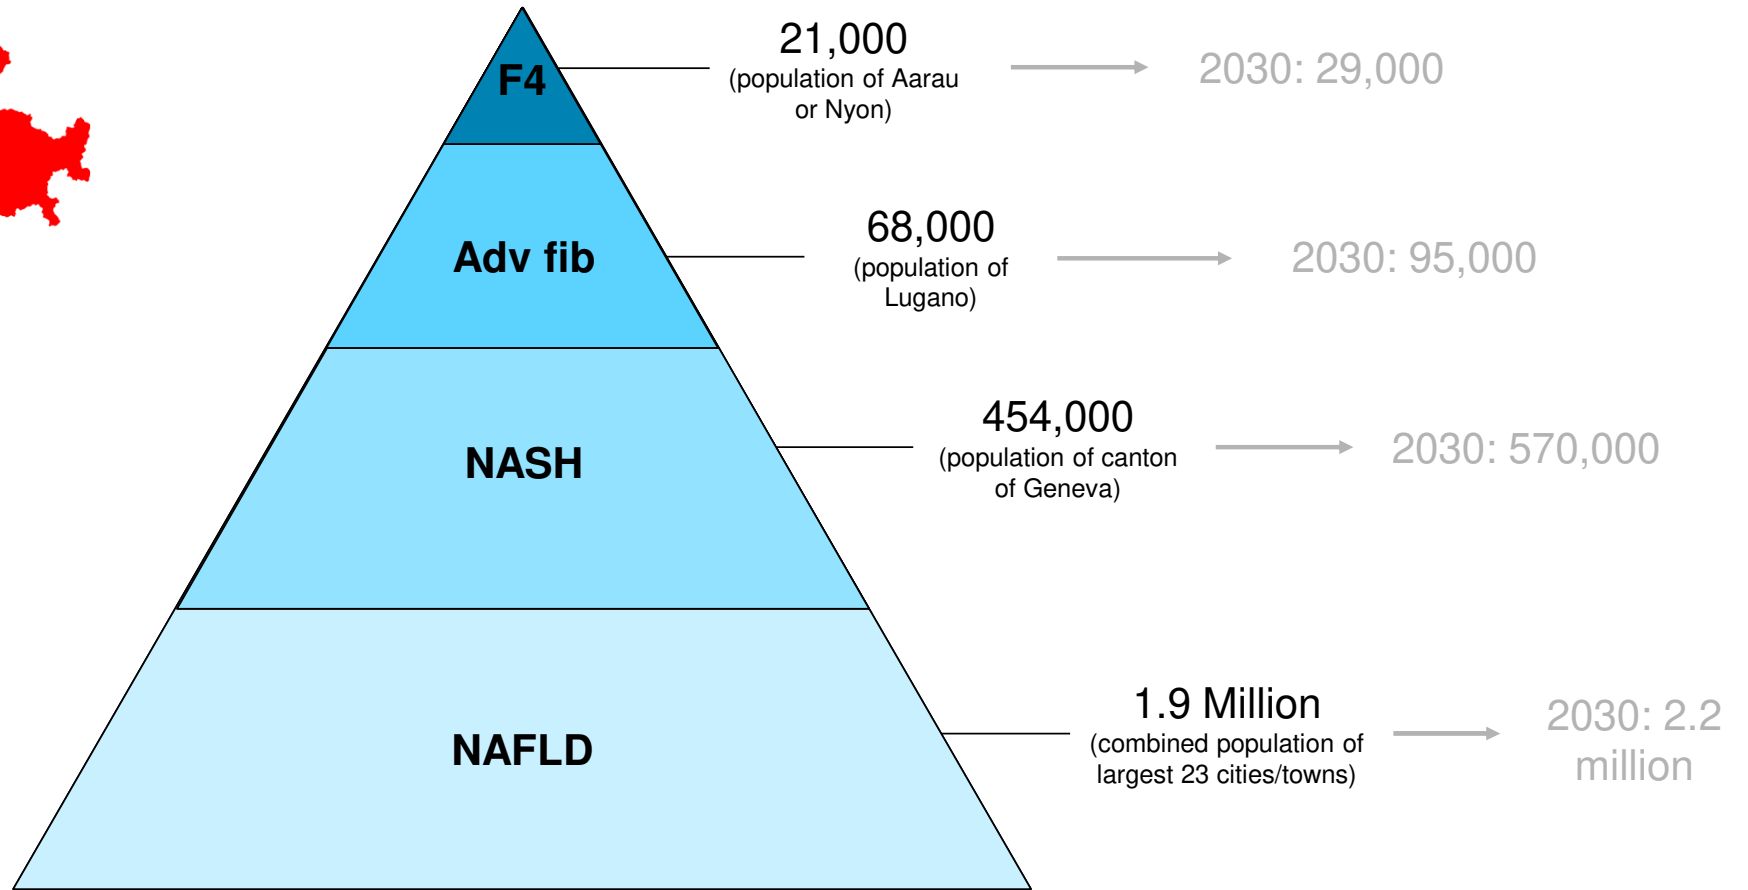 F4
21,000
(population of Aarau
or Nyon)
2030: 29,000
Adv fib
68,000
(population of
Lugano)
2030: 95,000
NASH
454,000
(population of canton
of Geneva)
2030: 570,000
NAFLD
1.9 Million
(combined population of
largest 23 cities/towns)
2030: 2.2
million